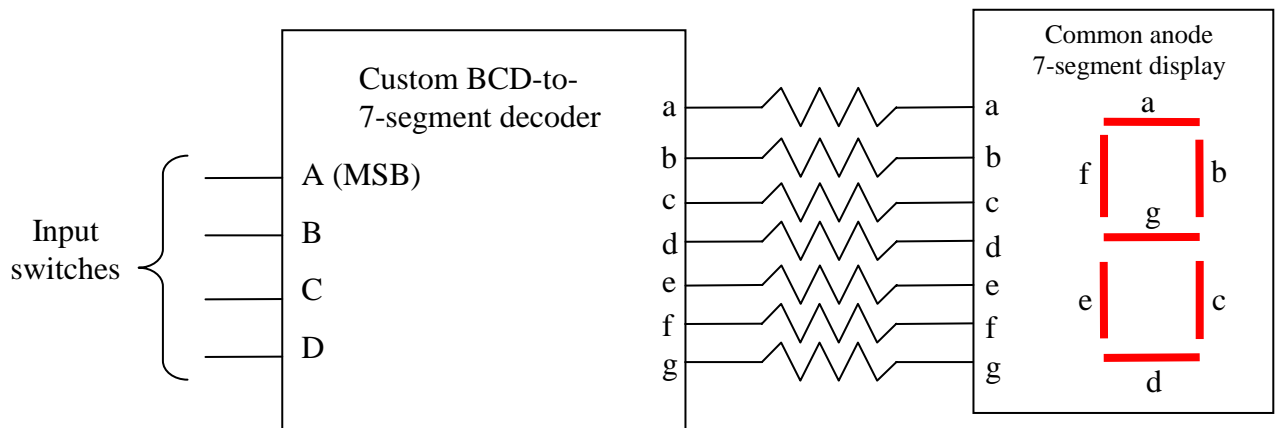 Input
switches
Custom BCD-to-
7-segment decoder
A (MSB)
B
C
D
a
b
c
d
e
f
g
Common anode
7-segment display
a
b
c
d
e
f
g
a
f
b
g
e
c
d